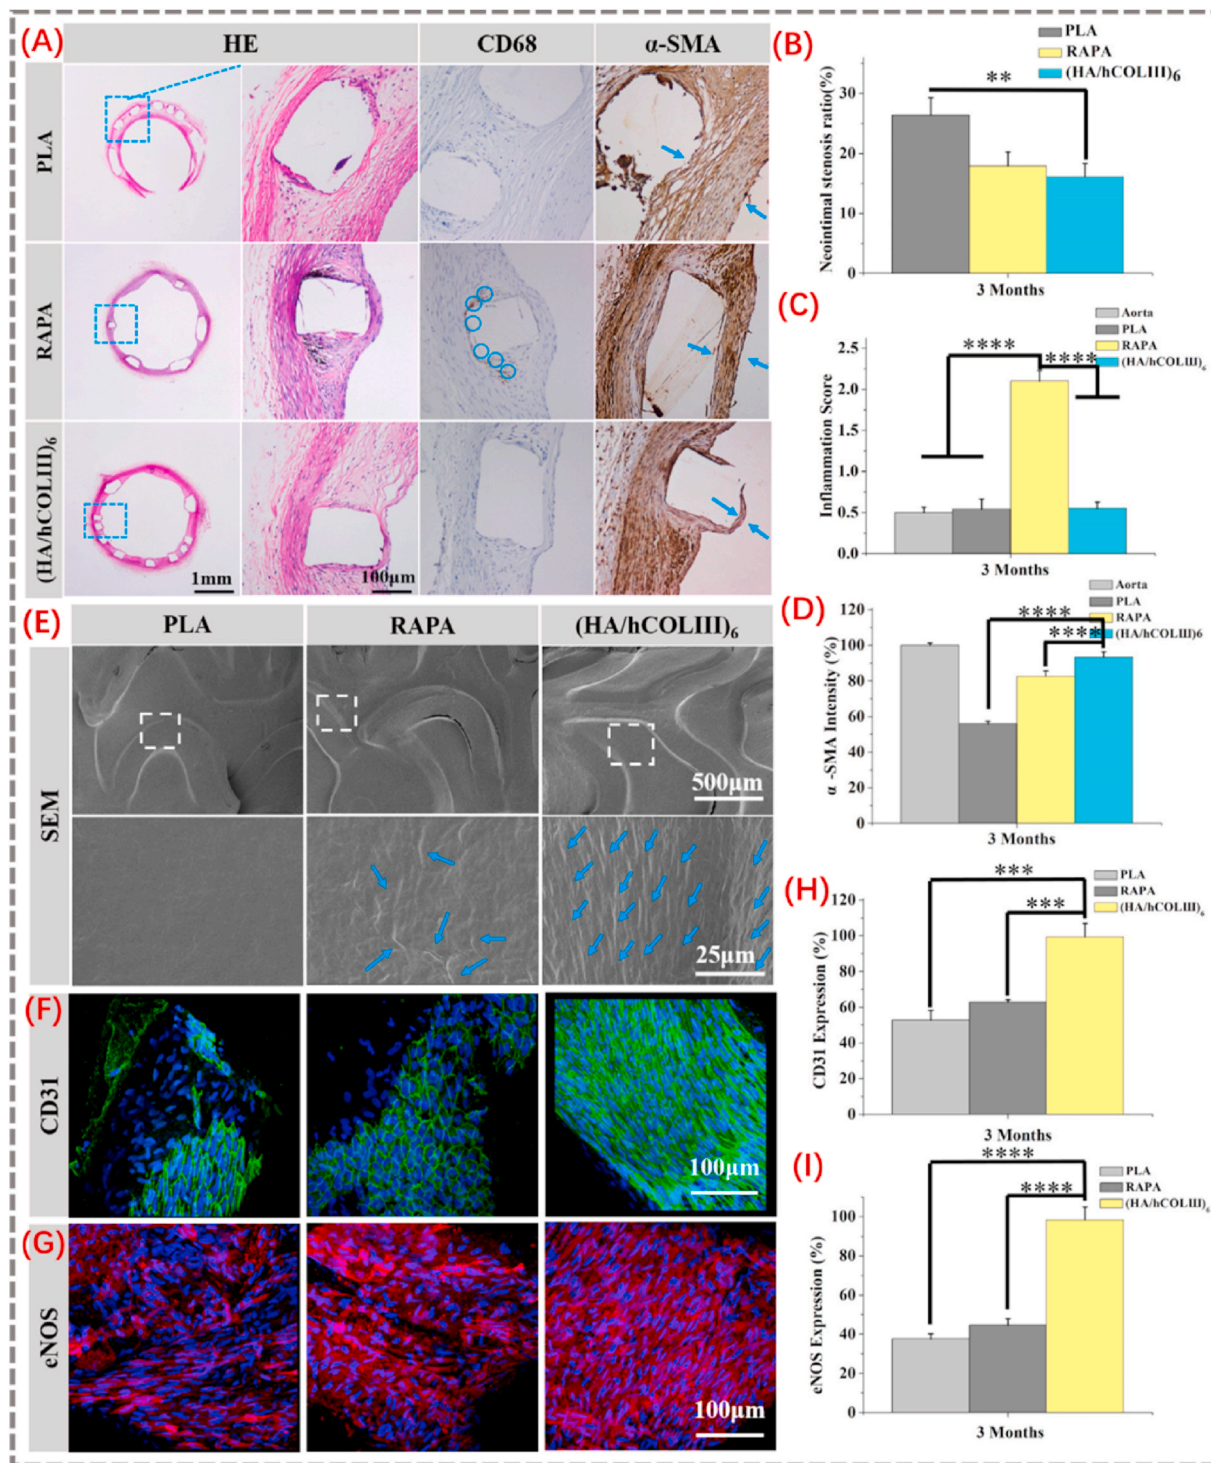 (A)
HE
CD68
α-SMA
PLA
RAPA
(HA/hCOLIII)6
1mm
100μm
(B)
PLA
RAPA
(HA/hCOLIII)6
**
Neointimal stenosis ratio(%)
30
20
10
0
3 Months
(C)
Aorta
PLA
RAPA
(HA/hCOLIII)6
****
****
Inflammation Score
2.5
2.0
1.5
1.0
0.5
0.0
3 Months
(D)
Aorta
PLA
RAPA
(HA/hCOLIII)6
****
****
α -SMA Intensity (%)
120
100
80
60
40
20
0
3 Months
(E)
PLA
RAPA
(HA/hCOLIII)6
SEM
500μm
25μm
(F)
CD31
100μm
(G)
eNOS
100μm
(H)
PLA
RAPA
(HA/hCOLIII)6
***
***
CD31 Expression (%)
120
100
80
60
40
20
0
3 Months
(I)
PLA
RAPA
(HA/hCOLIII)6
****
****
eNOS Expression (%)
100
80
60
40
20
0
3 Months